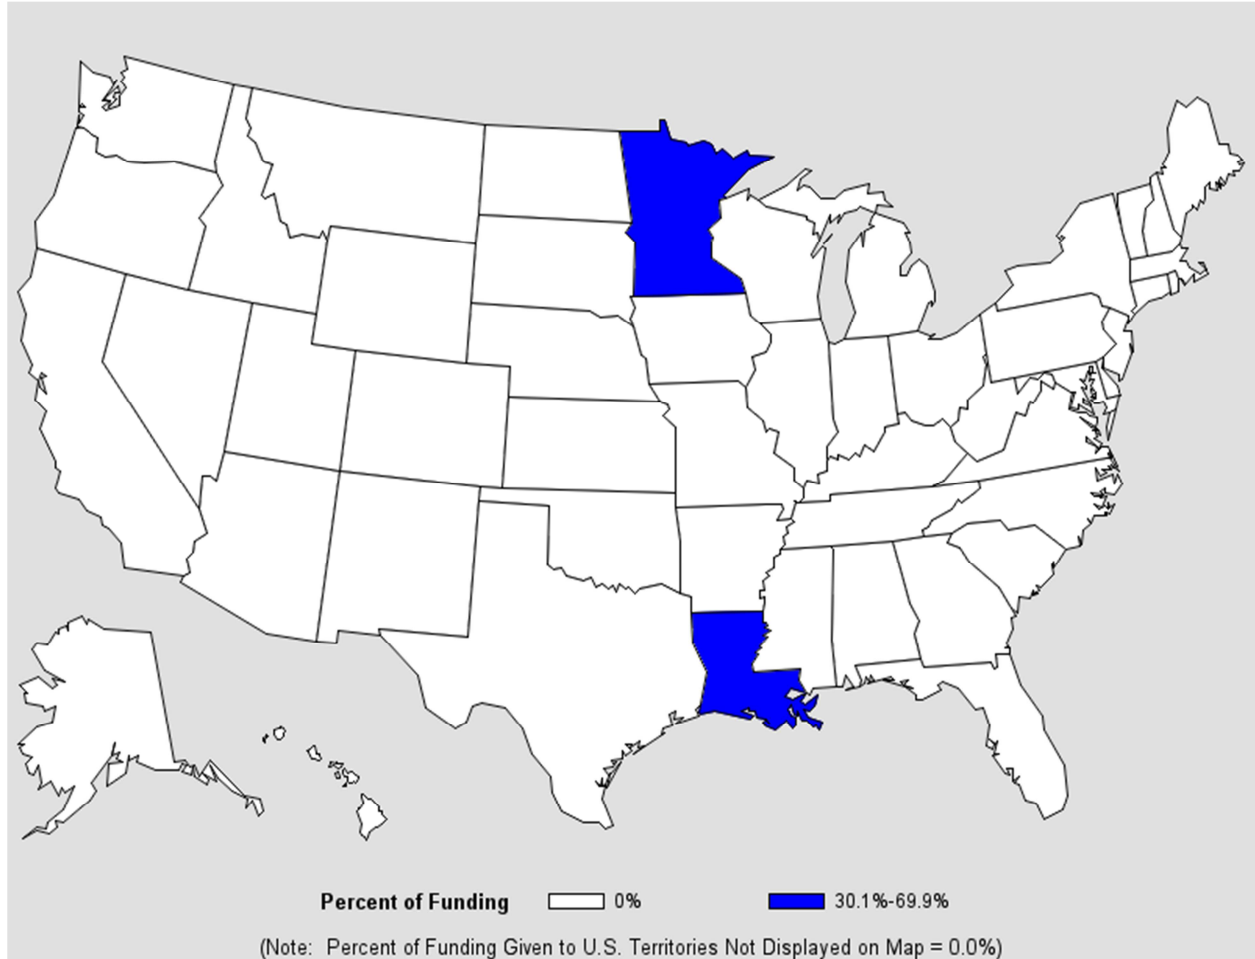 Percent of Funding 0% 30.1%-69.9%
(Note: Percent of Funding Given to U.S. Territories Not Displayed on Map = 0.0%)